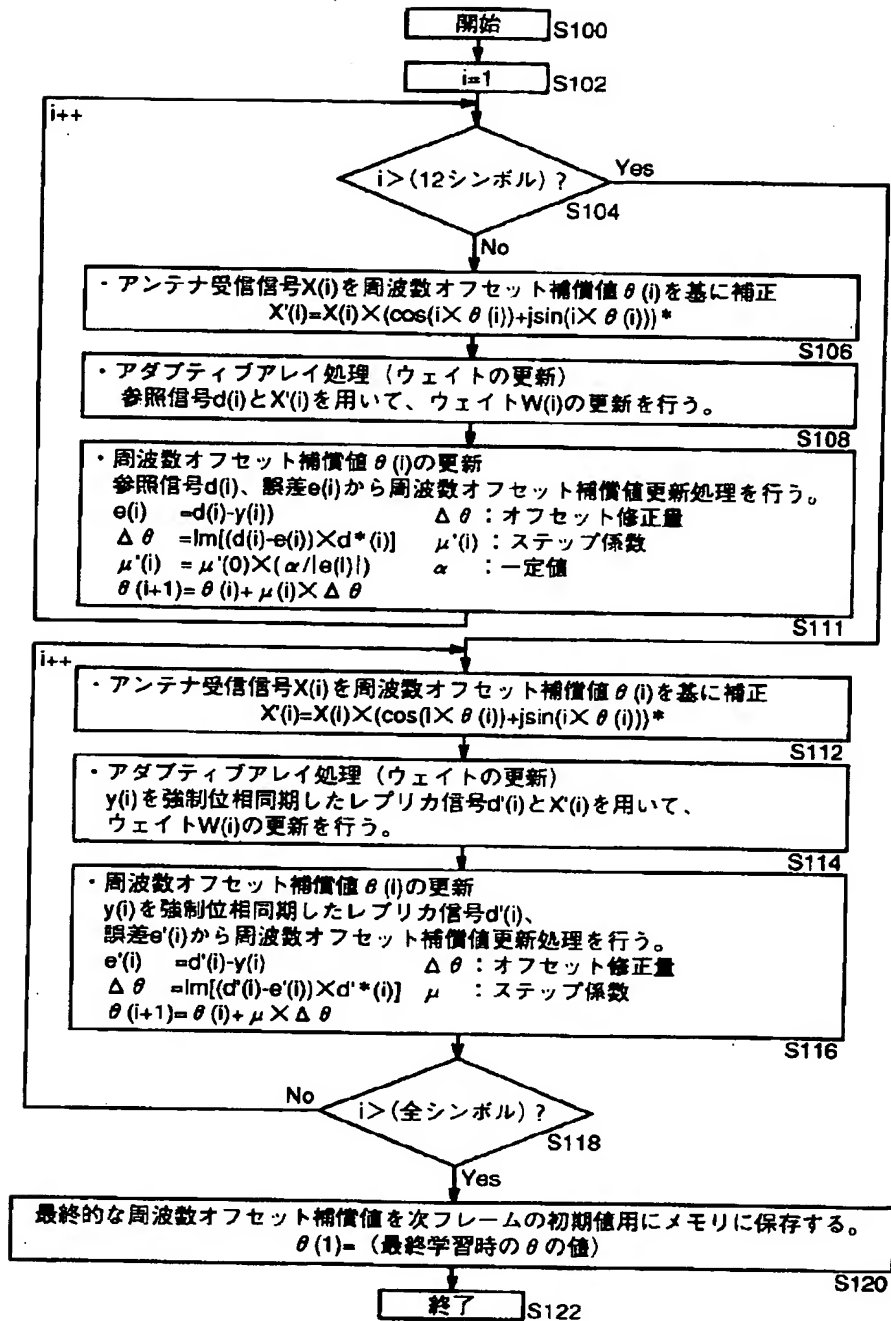 開始
S100
i=1
S102
i++
i>(12シンボル)?
Yes
S104
No
・アンテナ受信信号X(i)を周波数オフセット補償値θ(i)を基に補正
X'(i)=X(i)×(cos(i×θ(i))+jsin(i×θ(i)))*
S106
・アダプティブアレイ処理(ウェイトの更新)
参照信号d(i)とX'(i)を用いて、ウェイトW(i)の更新を行う。
S108
・周波数オフセット補償値θ(i)の更新
参照信号d(i)、誤差e(i)から周波数オフセット補償値更新処理を行う。
e(i) =d(i)-y(i)) Δθ:オフセット修正量
Δθ =Im[(d(i)-e(i))×d*(i)] μ'(i):ステップ係数
μ'(i) =μ'(0)×(α/|e(i)|) α :一定値
θ(i+1)=θ(i)+μ(i)×Δθ
S111
i++
・アンテナ受信信号X(i)を周波数オフセット補償値θ(i)を基に補正
X'(i)=X(i)×(cos(i×θ(i))+jsin(i×θ(i)))*
S112
・アダプティブアレイ処理(ウェイトの更新)
y(i)を強制位相同期したレプリカ信号d'(i)とX'(i)を用いて、
ウェイトW(i)の更新を行う。
S114
・周波数オフセット補償値θ(i)の更新
y(i)を強制位相同期したレプリカ信号d'(i)、
誤差e'(i)から周波数オフセット補償値更新処理を行う。
e'(i) =d'(i)-y(i) Δθ:オフセット修正量
Δθ =Im[(d'(i)-e'(i))×d'*(i)] μ :ステップ係数
θ(i+1)=θ(i)+μ×Δθ
S116
No
i>(全シンボル)?
S118
Yes
最終的な周波数オフセット補償値を次フレームの初期値用にメモリに保存する。
θ(1)=(最終学習時のθの値)
S120
終了
S122